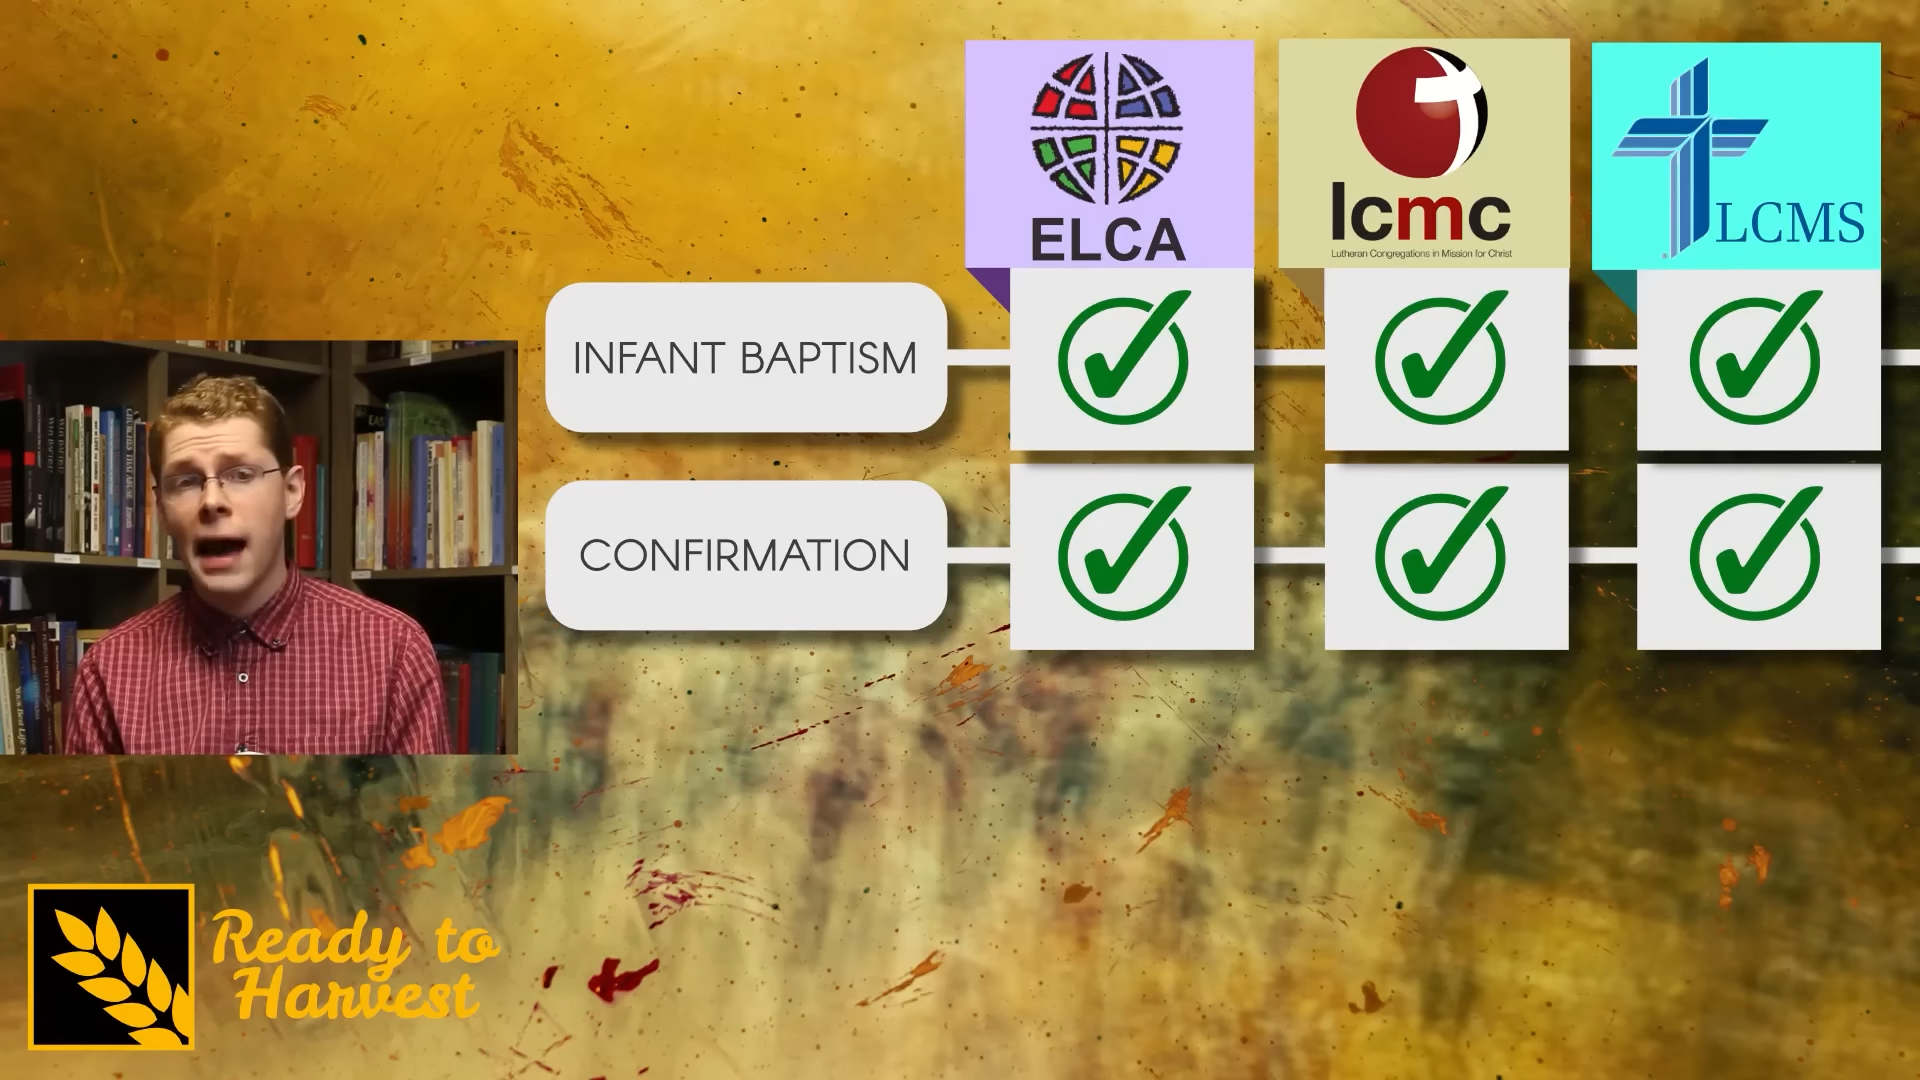 ELCA
lcmc
Lutheran Congregations in Mission for Christ
LCMS
INFANT BAPTISM
CONFIRMATION
Ready to
Harvest